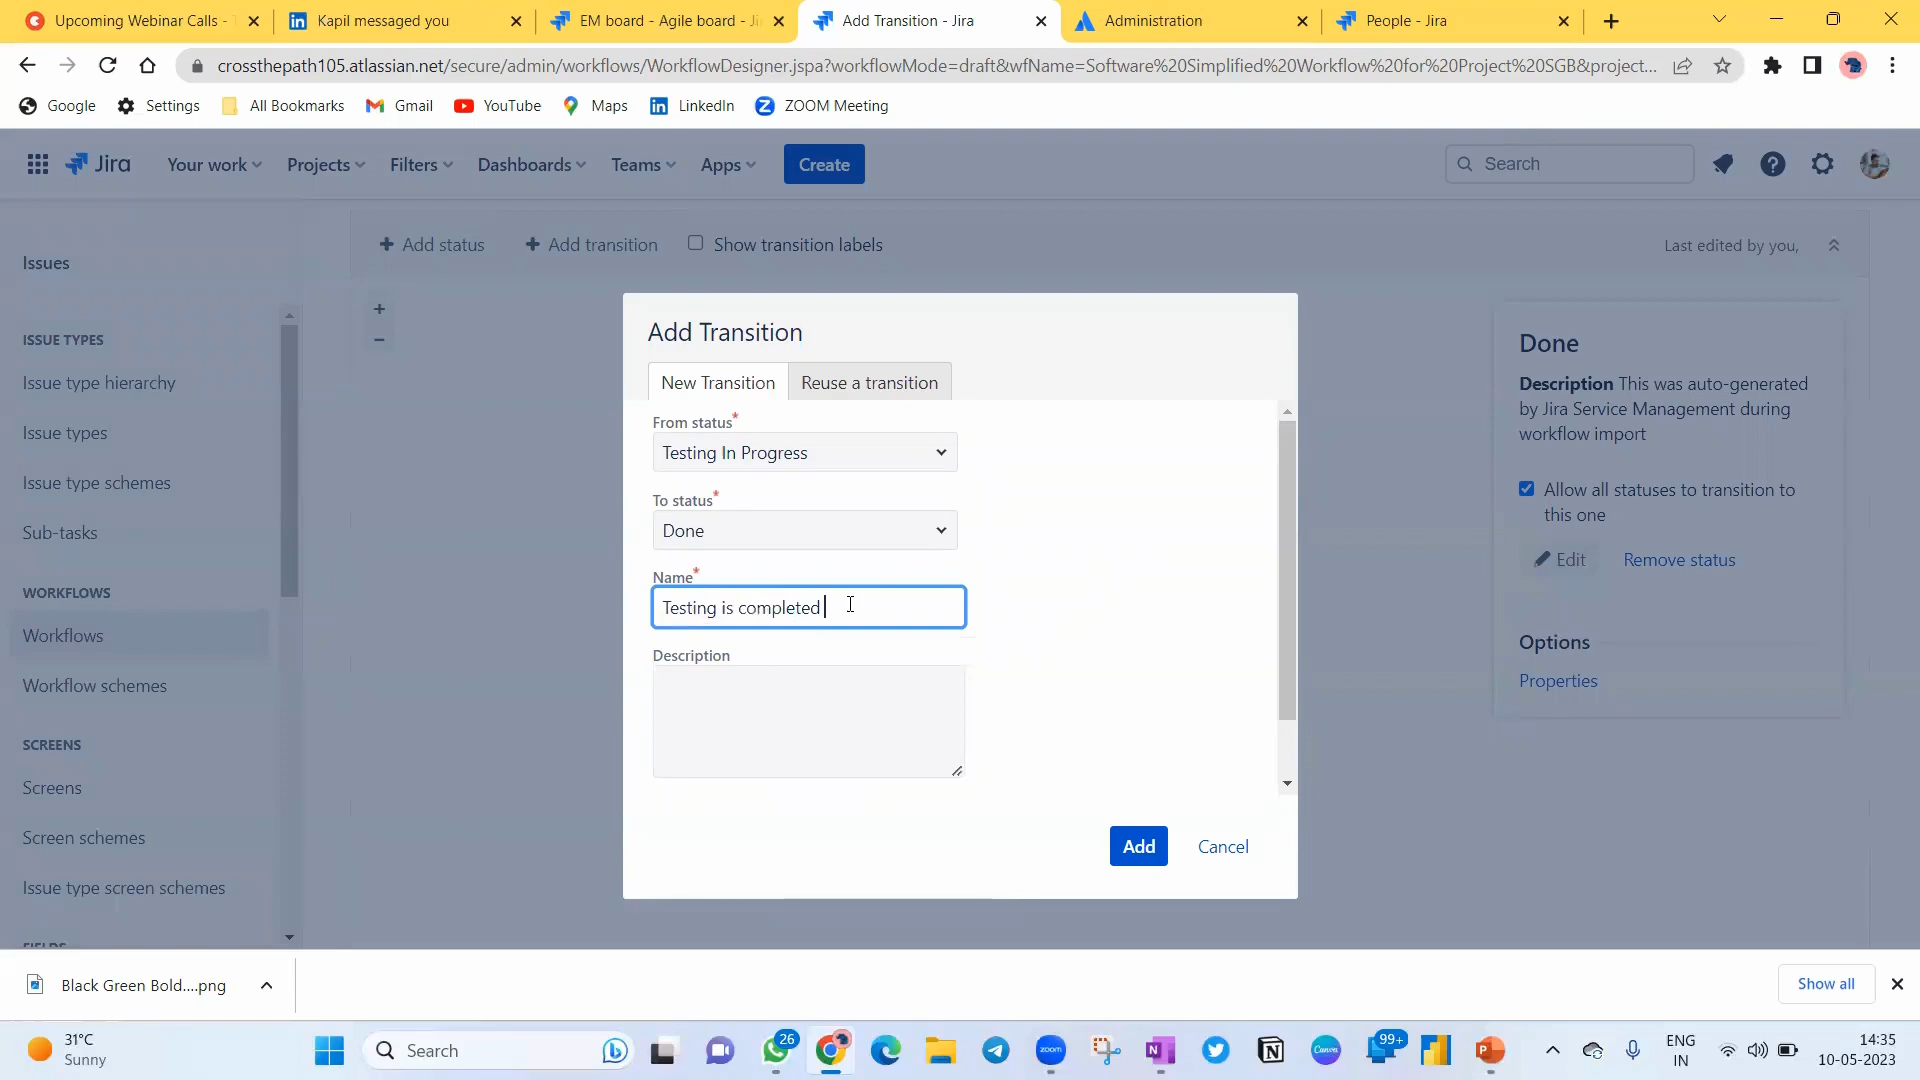 Upcoming Webinar Calls - T
Kapil messaged you
EM board - Agile board - Ji
Add Transition - Jira
Administration
People - Jira
crossthepath105.atlassian.net/secure/admin/workflows/WorkflowDesigner.jspa?workflowMode=draft&wfName=Software%20Simplified%20Workflow%20for%20Project%20SGB&project...
Google
Settings
All Bookmarks
Gmail
YouTube
Maps
LinkedIn
ZOOM Meeting
Jira
Your work
Projects
Filters
Dashboards
Teams
Apps
Create
Search
Issues
ISSUE TYPES
Issue type hierarchy
Issue types
Issue type schemes
Sub-tasks
WORKFLOWS
Workflows
Workflow schemes
SCREENS
Screens
Screen schemes
Issue type screen schemes
FIELDS
+ Add status
+ Add transition
Show transition labels
Last edited by you,
+
−
Add Transition
New Transition
Reuse a transition
From status*
Testing In Progress
To status*
Done
Name*
Testing is completed
Description
Add
Cancel
Done
Description This was auto-generated
by Jira Service Management during
workflow import
Allow all statuses to transition to
this one
Edit
Remove status
Options
Properties
Black Green Bold....png
Show all
31°C
Sunny
Search
26
zoom
N
Canva
99+
P
ENG
IN
14:35
10-05-2023